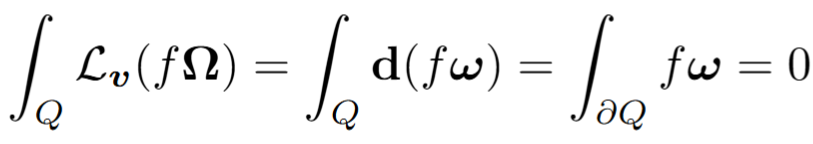 ∫_Q 𝓛_𝒗(f𝛀) = ∫_Q 𝐝(f𝝎) = ∫_{∂Q} f𝝎 = 0